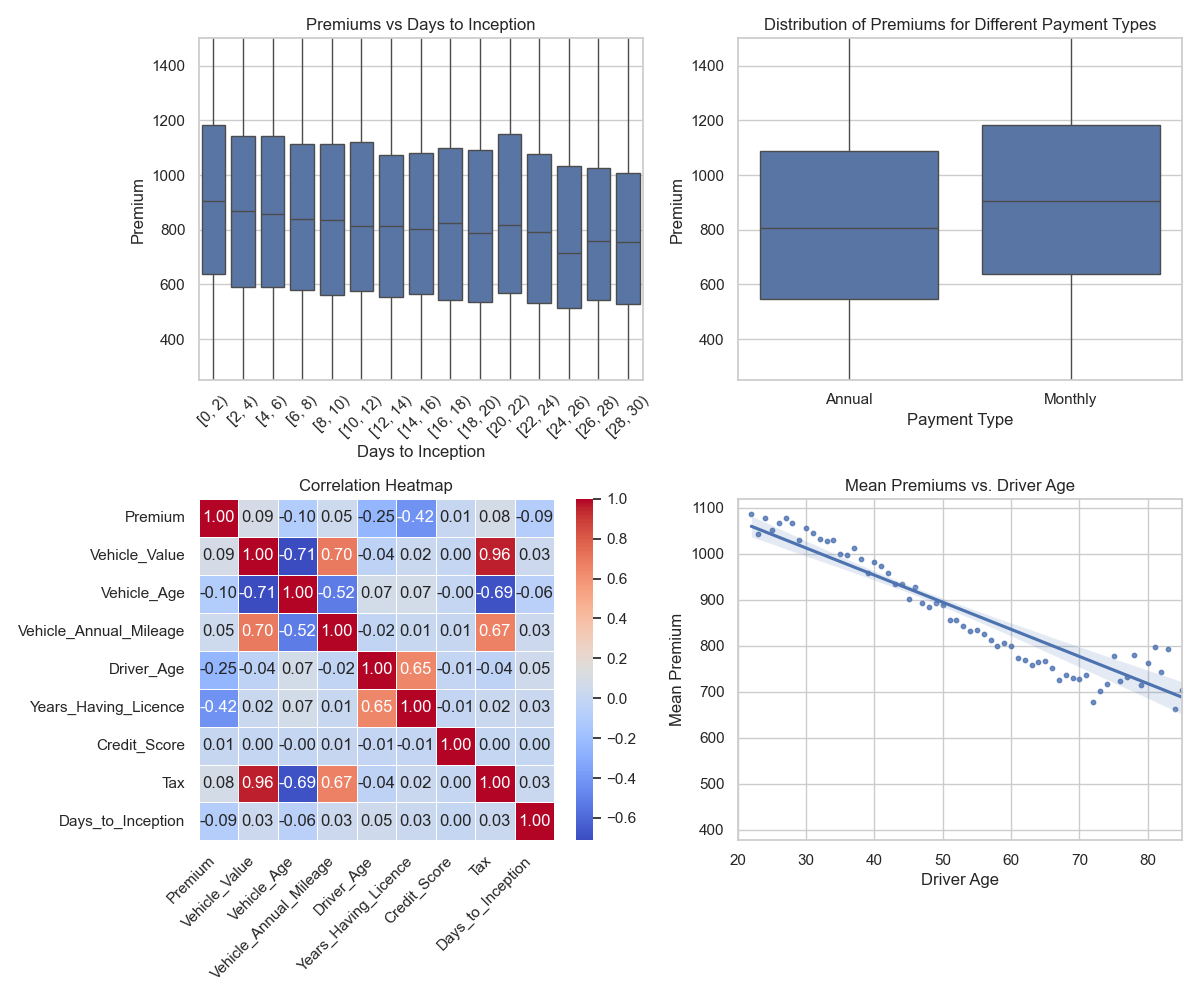 Premiums vs Days to Inception
Premium
1400
1200
1000
800
600
400
[0, 2)
[2, 4)
[4, 6)
[6, 8)
[8, 10)
[10, 12)
[12, 14)
[14, 16)
[16, 18)
[18, 20)
[20, 22)
[22, 24)
[24, 26)
[26, 28)
[28, 30)
Days to Inception
Distribution of Premiums for Different Payment Types
Premium
1400
1200
1000
800
600
400
Annual Monthly
Payment Type
Correlation Heatmap
Premium 1.00 0.09 -0.10 0.05 -0.25 -0.42 0.01 0.08 -0.09
Vehicle_Value 0.09 1.00 -0.71 0.70 -0.04 0.02 0.00 0.96 0.03
Vehicle_Age -0.10 -0.71 1.00 -0.52 0.07 0.07 -0.00 -0.69 -0.06
Vehicle_Annual_Mileage 0.05 0.70 -0.52 1.00 -0.02 0.01 0.01 0.67 0.03
Driver_Age -0.25 -0.04 0.07 -0.02 1.00 0.65 -0.01 -0.04 0.05
Years_Having_Licence -0.42 0.02 0.07 0.01 0.65 1.00 -0.01 0.02 0.03
Credit_Score 0.01 0.00 -0.00 0.01 -0.01 -0.01 1.00 0.00 0.00
Tax 0.08 0.96 -0.69 0.67 -0.04 0.02 0.00 1.00 0.03
Days_to_Inception -0.09 0.03 -0.06 0.03 0.05 0.03 0.00 0.03 1.00
Premium
Vehicle_Value
Vehicle_Age
Vehicle_Annual_Mileage
Driver_Age
Years_Having_Licence
Credit_Score
Tax
Days_to_Inception
1.0
0.8
0.6
0.4
0.2
0.0
−0.2
−0.4
−0.6
Mean Premiums vs. Driver Age
Mean Premium
1100
1000
900
800
700
600
500
400
20 30 40 50 60 70 80
Driver Age